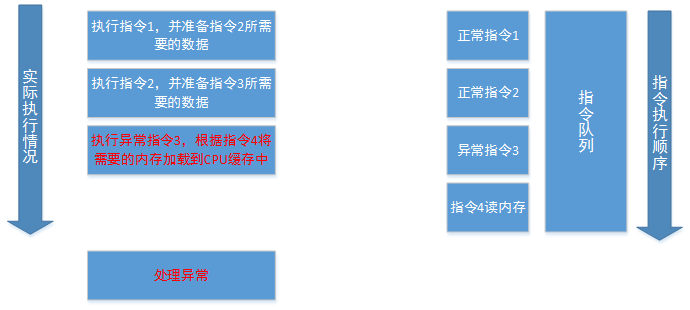 实际执行情况
执行指令1，并准备指令2所需
要的数据
执行指令2，并准备指令3所需
要的数据
执行异常指令3，根据指令4将
需要的内存加载到CPU缓存中
处理异常
正常指令1
正常指令2
异常指令3
指令4读内存
指令队列
指令执行顺序